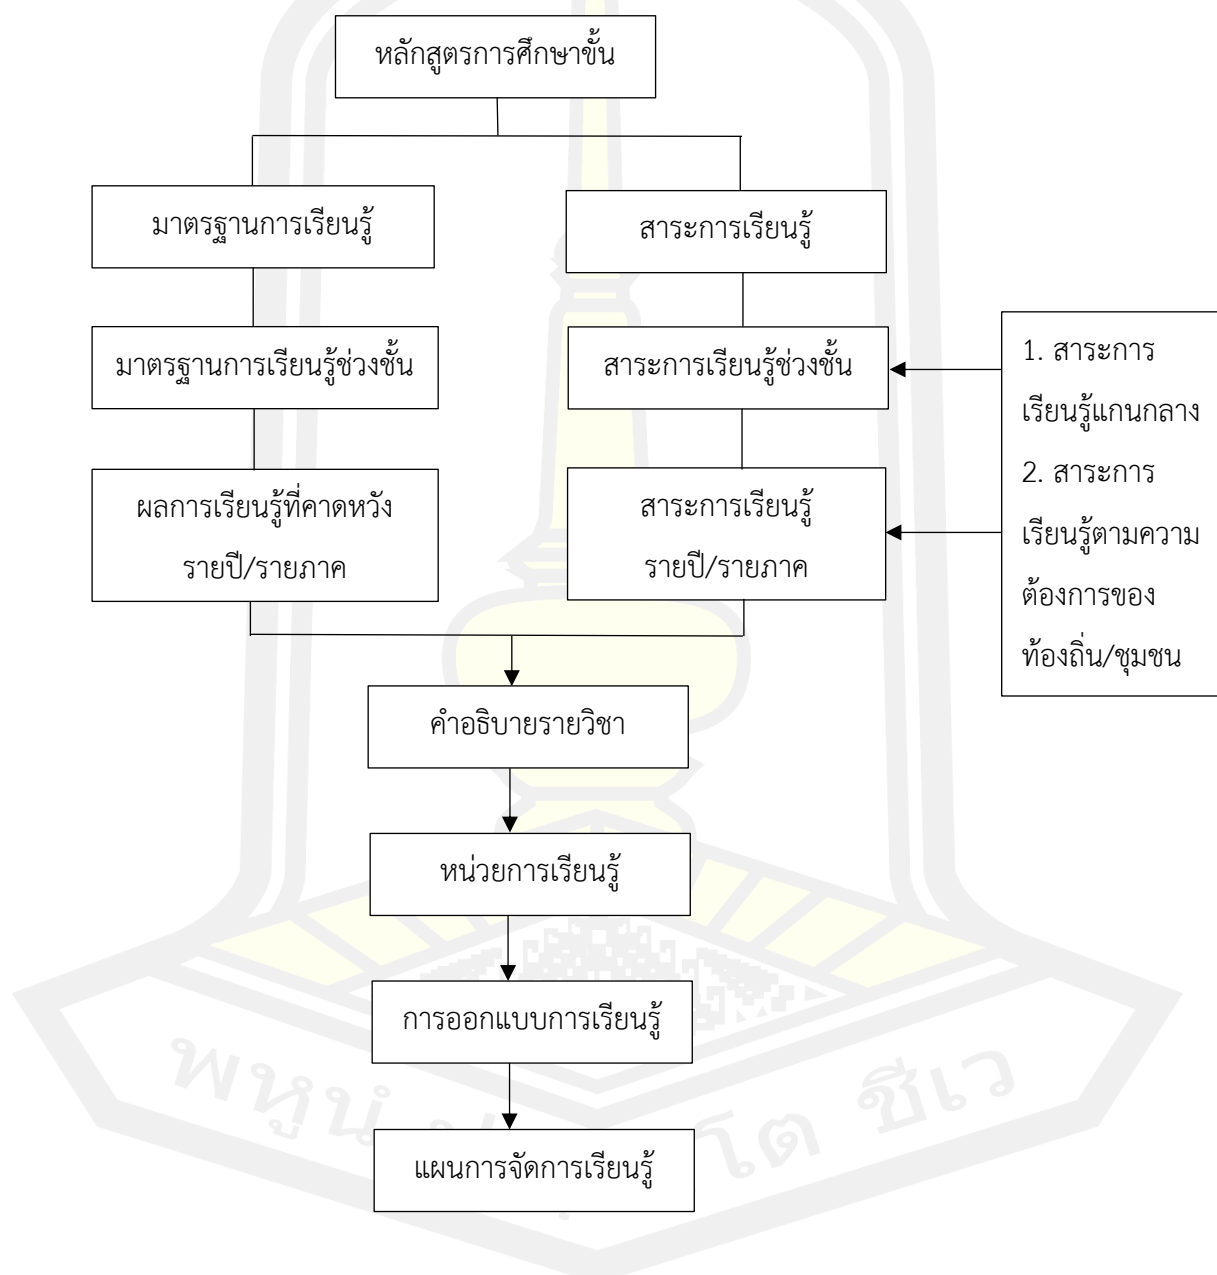 หลักสูตรการศึกษาขั้น
มาตรฐานการเรียนรู้
สาระการเรียนรู้
มาตรฐานการเรียนรู้ช่วงชั้น
สาระการเรียนรู้ช่วงชั้น
ผลการเรียนรู้ที่คาดหวัง
รายปี/รายภาค
สาระการเรียนรู้
รายปี/รายภาค
1. สาระการ
เรียนรู้แกนกลาง
2. สาระการ
เรียนรู้ตามความ
ต้องการของ
ท้องถิ่น/ชุมชน
คำอธิบายรายวิชา
หน่วยการเรียนรู้
การออกแบบการเรียนรู้
แผนการจัดการเรียนรู้
พหูนํ โต ชีเว